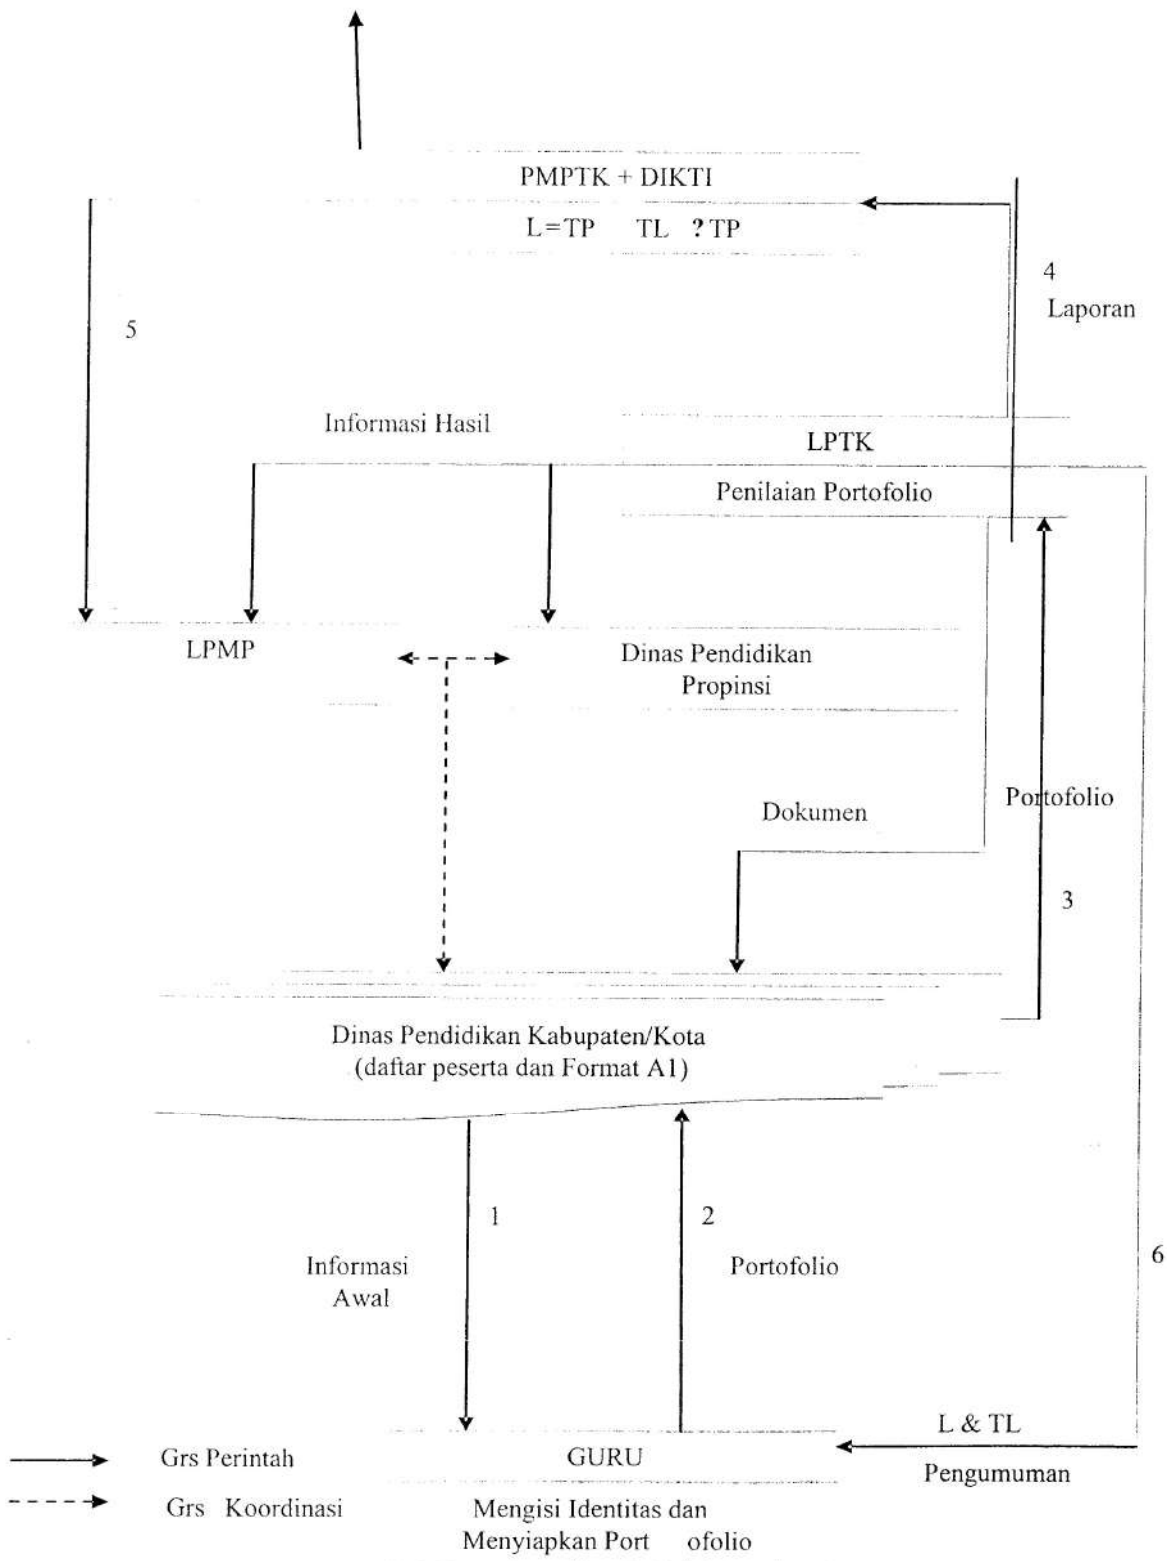 PMPTK + DIKTI
L=TP TL ? TP
4
Laporan
5
Informasi Hasil
LPTK
Penilaian Portofolio
LPMP
Dinas Pendidikan
Propinsi
Portofolio
Dokumen
3
Dinas Pendidikan Kabupaten/Kota
(daftar peserta dan Format A1)
1
2
Informasi
Awal
Portofolio
6
L & TL
Pengumuman
Grs Perintah
GURU
Grs Koordinasi
Mengisi Identitas dan
Menyiapkan Port ofolio